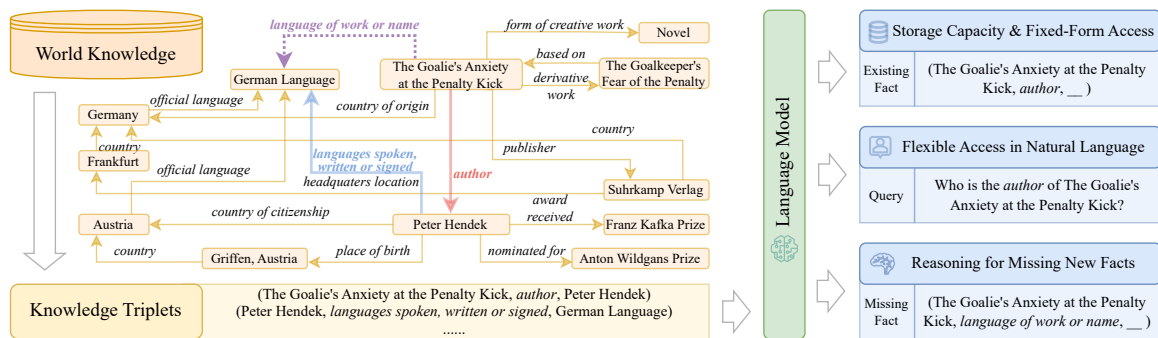 World Knowledge
language of work or name
form of creative work
Novel
German Language
The Goalie's Anxiety
at the Penalty Kick
based on
derivative
work
The Goalkeeper's
Fear of the Penalty
official language
country of origin
Germany
country
Frankfurt
official language
languages spoken,
written or signed
headquaters location
author
publisher
country
Suhrkamp Verlag
Austria
country of citizenship
Peter Hendek
award
received
Franz Kafka Prize
country
Griffen, Austria
place of birth
nominated for
Anton Wildgans Prize
Knowledge Triplets
(The Goalie's Anxiety at the Penalty Kick, author, Peter Hendek)
(Peter Hendek, languages spoken, written or signed, German Language)
......
Language Model
Storage Capacity & Fixed-Form Access
Existing
Fact
(The Goalie's Anxiety at the Penalty
Kick, author, __ )
Flexible Access in Natural Language
Query
Who is the author of The Goalie's
Anxiety at the Penalty Kick?
Reasoning for Missing New Facts
Missing
Fact
(The Goalie's Anxiety at the Penalty
Kick, language of work or name, __ )